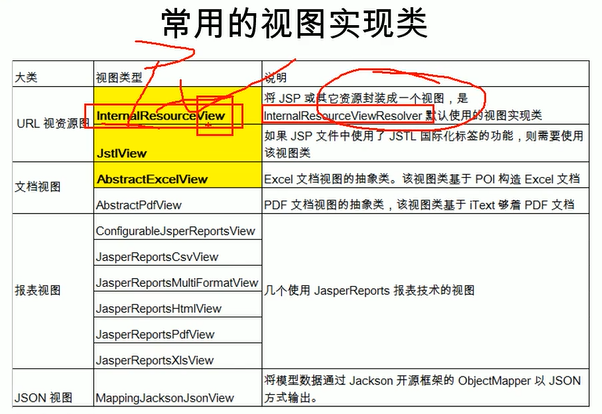 常用的视图实现类
大类 视图类型 说明
URL 视资源图 InternalResourceView 将 JSP 或其它资源封装成一个视图，是
InternalResourceViewResolver 默认使用的视图实现类
JstlView 如果 JSP 文件中使用了 JSTL 国际化标签的功能，则需要使用
该视图类
文档视图 AbstractExcelView Excel 文档视图的抽象类。该视图类基于 POI 构造 Excel 文档
AbstractPdfView PDF 文档视图的抽象类，该视图类基于 iText 够着 PDF 文档
报表视图 ConfigurableJsperReportsView 几个使用 JasperReports 报表技术的视图
JasperReportsCsvView
JasperReportsMultiFormatView
JasperReportsHtmlView
JasperReportsPdfView
JasperReportsXlsView
JSON 视图 MappingJacksonJsonView 将模型数据通过 Jackson 开源框架的 ObjectMapper 以 JSON
方式输出。